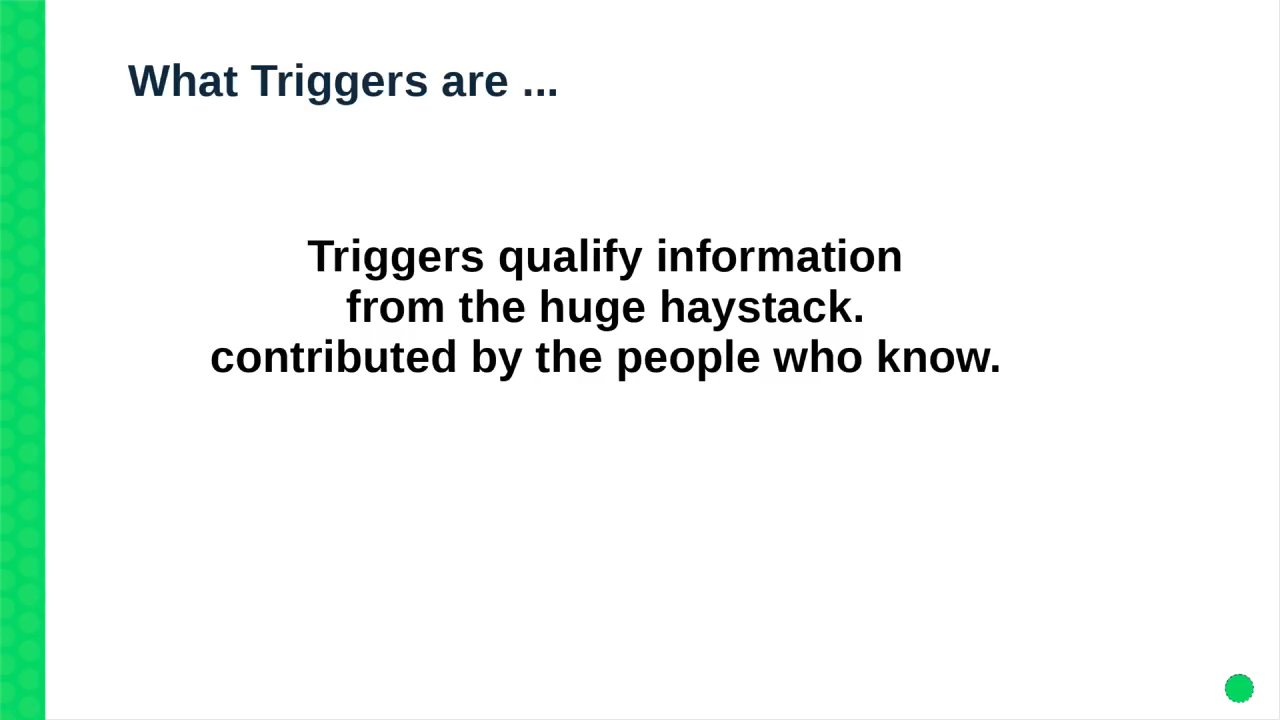 What Triggers are ...
Triggers qualify information
from the huge haystack.
contributed by the people who know.